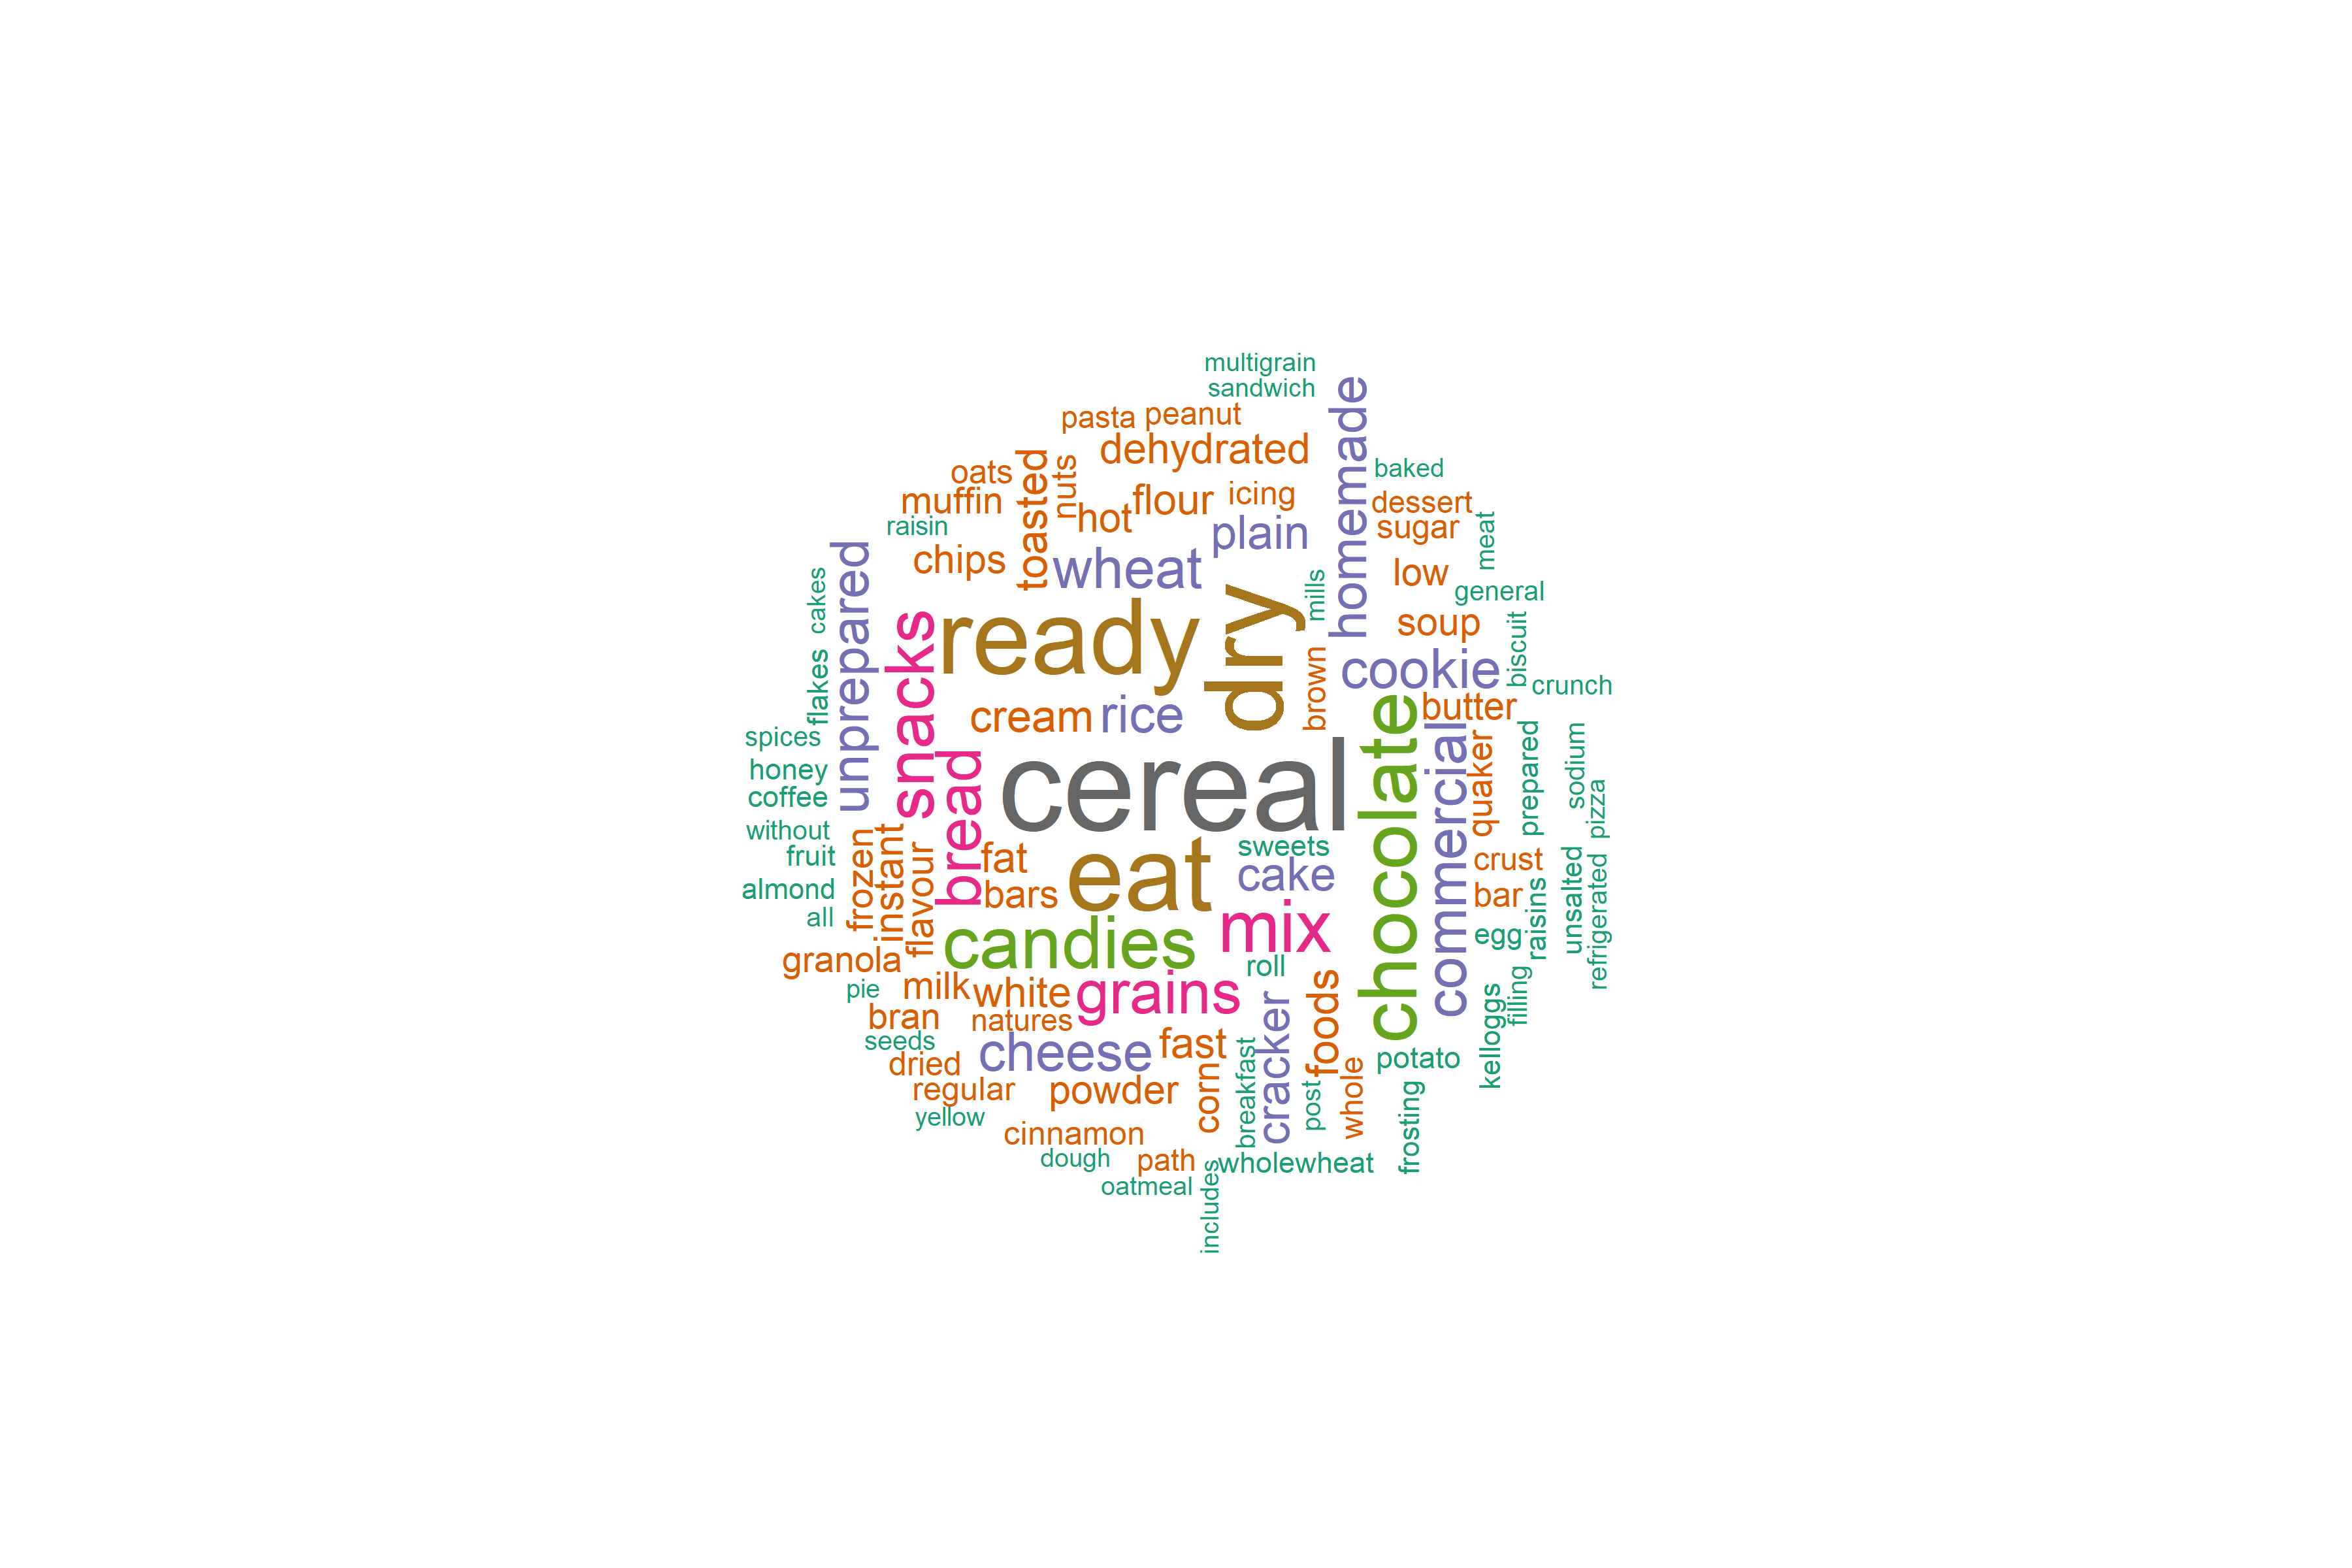 multigrain
sandwich
pasta
peanut
homemade
dehydrated
toasted
nuts
oats
baked
muffin
flour
icing
dessert
raisin
hot
plain
sugar
meat
chips
wheat
low
general
unprepared
cakes
mills
ready
dry
soup
biscuit
snacks
cookie
flakes
brown
crunch
chocolate
butter
cream
rice
commercial
quaker
prepared
sodium
spices
honey
coffee
bread
cereal
pizza
without
fruit
frozen
instant
flavour
fat
eat
sweets
crust
almond
bars
cake
bar
raisins
unsalted
refrigerated
all
candies
mix
egg
granola
roll
filling
pie
milk
white
grains
foods
kelloggs
bran
natures
cracker
seeds
cheese
fast
breakfast
dried
potato
regular
powder
corn
post
whole
yellow
frosting
cinnamon
dough
path
wholewheat
oatmeal
includes